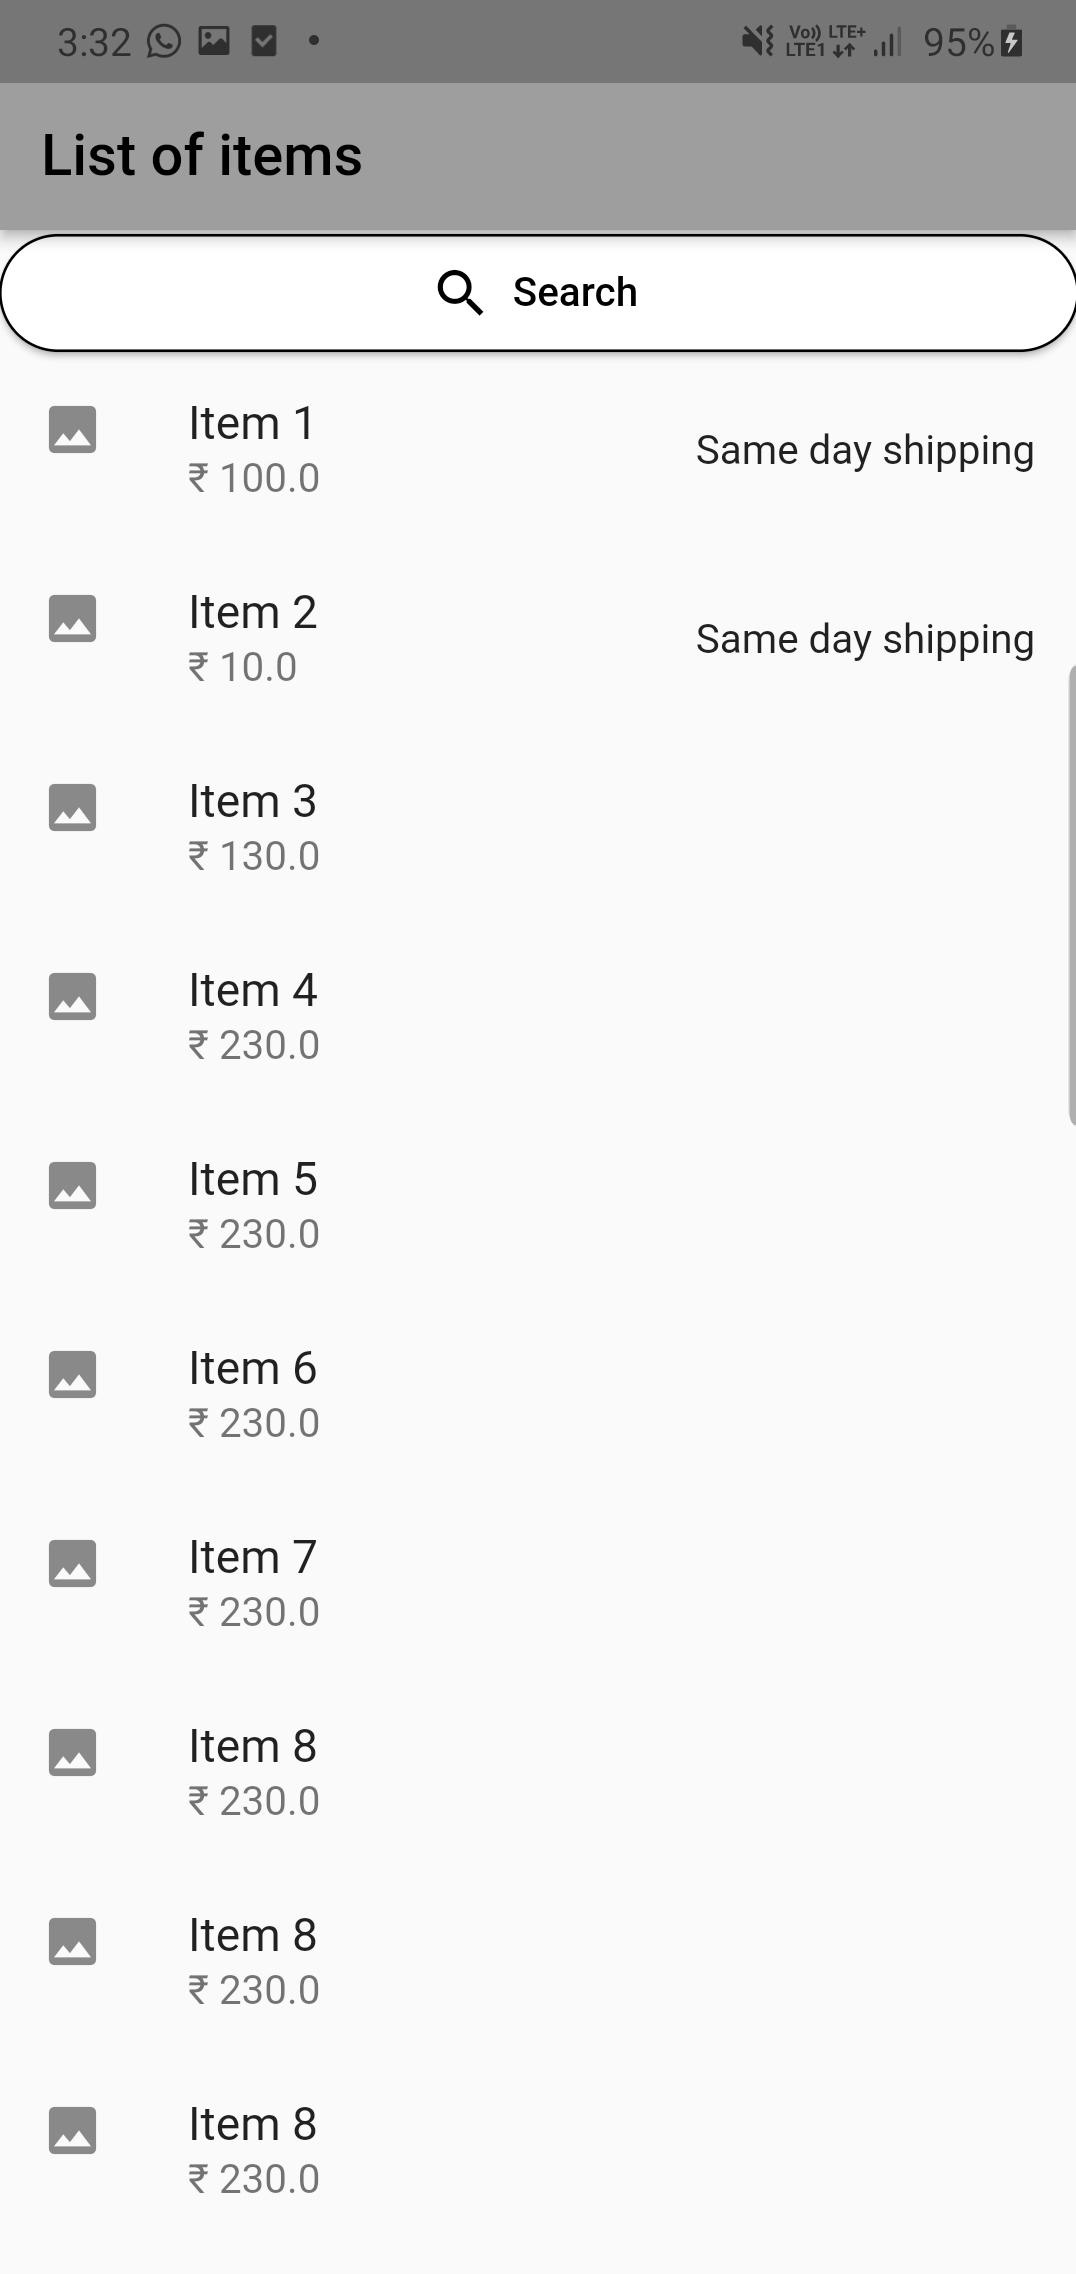 3:32 Vo)) LTE+ LTE1 95%
List of items
Search
Item 1
₹ 100.0
Same day shipping
Item 2
₹ 10.0
Same day shipping
Item 3
₹ 130.0
Item 4
₹ 230.0
Item 5
₹ 230.0
Item 6
₹ 230.0
Item 7
₹ 230.0
Item 8
₹ 230.0
Item 8
₹ 230.0
Item 8
₹ 230.0